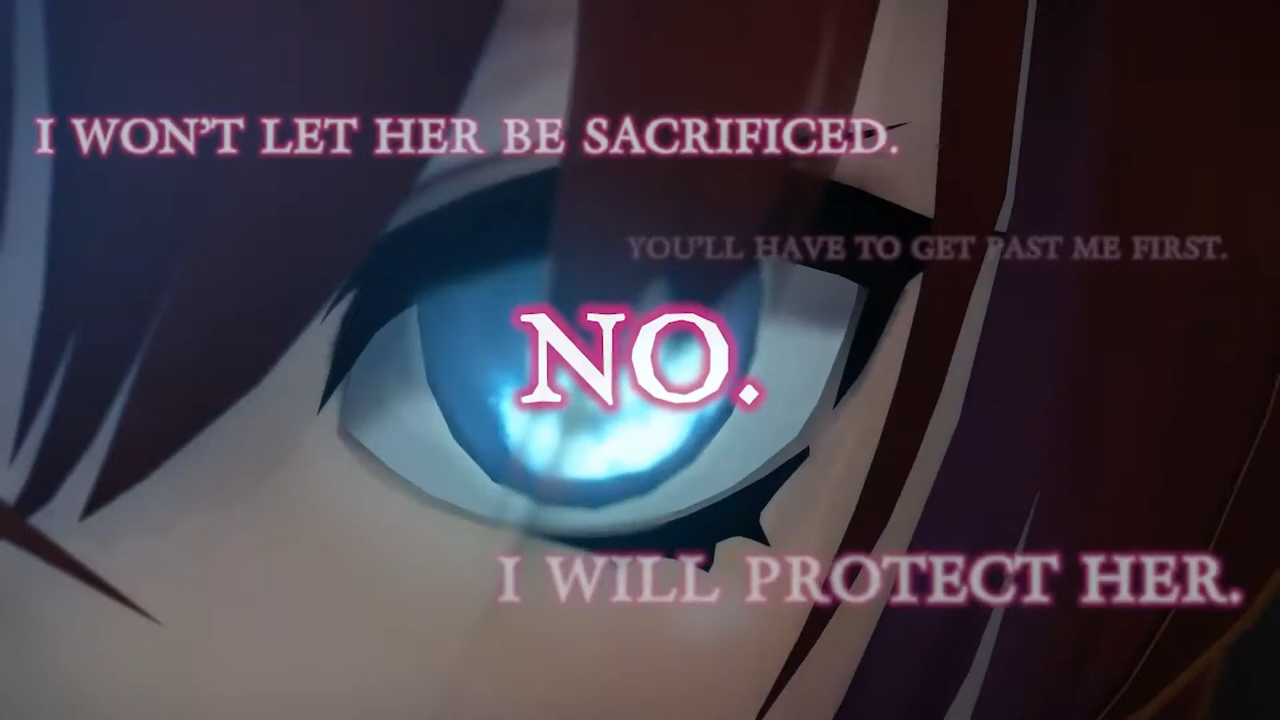 I WON'T LET HER BE SACRIFICED.
YOU'LL HAVE TO GET PAST ME FIRST.
NO.
I WILL PROTECT HER.